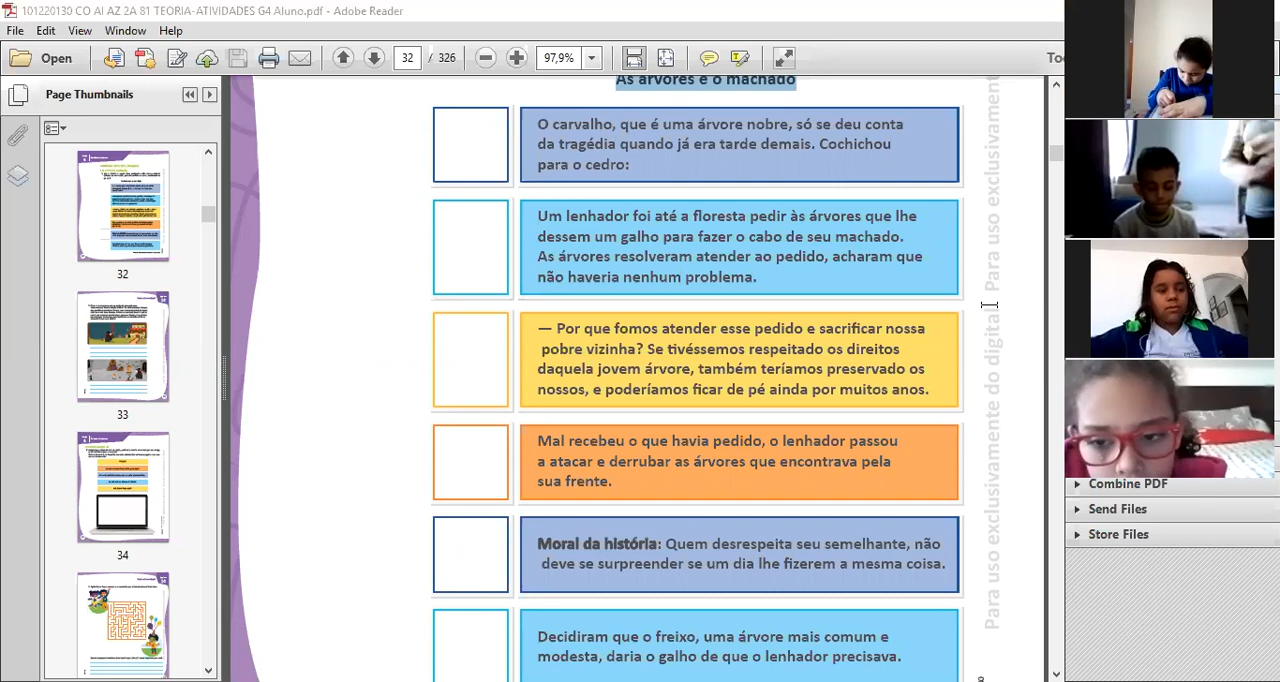 101220130 CO AI AZ 2A 81 TEORIA-ATIVIDADES G4 Aluno.pdf - Adobe Reader
File Edit View Window Help
Open 32 / 326 97,9%
Page Thumbnails
32
33
34
As árvores e o machado
O carvalho, que é uma árvore nobre, só se deu conta
da tragédia quando já era tarde demais. Cochichou
para o cedro:
Um lenhador foi até a floresta pedir às árvores que lhe
dessem um galho para fazer o cabo de seu machado.
As árvores resolveram atender ao pedido, acharam que
não haveria nenhum problema.
— Por que fomos atender esse pedido e sacrificar nossa
pobre vizinha? Se tivéssemos respeitado os direitos
daquela jovem árvore, também teríamos preservado os
nossos, e poderíamos ficar de pé ainda por muitos anos.
Mal recebeu o que havia pedido, o lenhador passou
a atacar e derrubar as árvores que encontrava pela
sua frente.
Moral da história: Quem desrespeita seu semelhante, não
deve se surpreender se um dia lhe fizerem a mesma coisa.
Decidiram que o freixo, uma árvore mais comum e
modesta, daria o galho de que o lenhador precisava.
Para uso exclusivamente do digital
Para uso exclusivament
Combine PDF
Send Files
Store Files